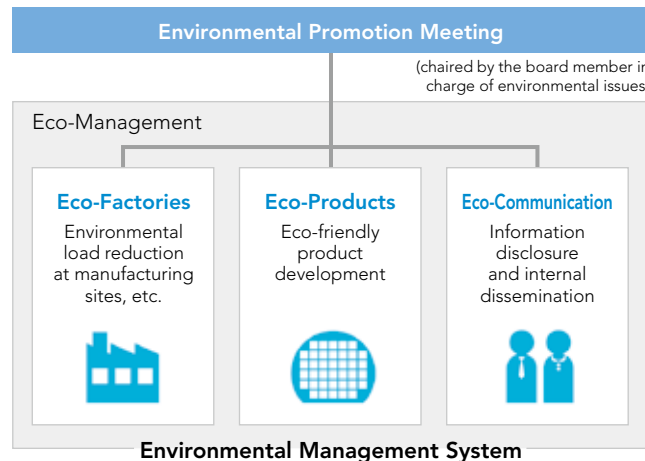 Environmental Promotion Meeting
(chaired by the board member in
charge of environmental issues
Eco-Management
Eco-Factories
Environmental
load reduction
at manufacturing
sites, etc.
Eco-Products
Eco-friendly
product
development
Eco-Communication
Information
disclosure
and internal
dissemination
Environmental Management System